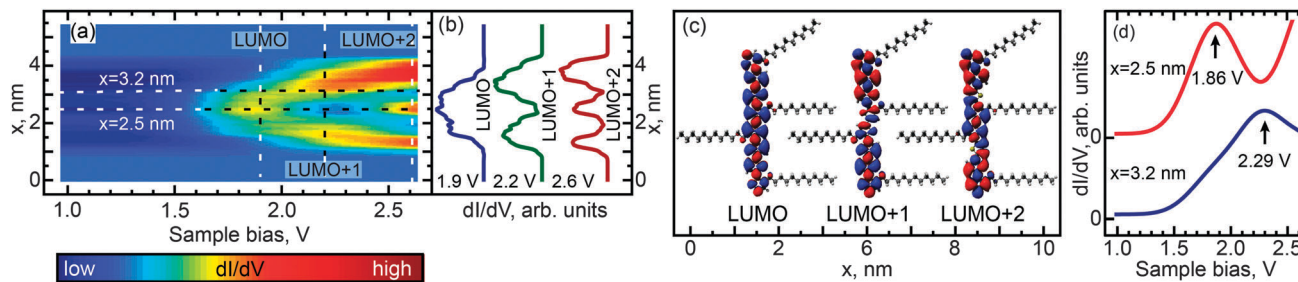 (a)
LUMO
LUMO+2
x=3.2 nm
x=2.5 nm
LUMO+1
x, nm
4
2
0
1.0 1.5 2.0 2.5
Sample bias, V
low dI/dV high
(b)
LUMO
LUMO+1
LUMO+2
1.9 V 2.2 V 2.6 V
dI/dV, arb. units
x, nm
4
2
0
(c)
LUMO LUMO+1 LUMO+2
0 2 4 6 8 10
x, nm
(d)
dI/dV, arb. units
x=2.5 nm
1.86 V
0
x=3.2 nm
2.29 V
0
1.0 1.5 2.0 2.5
Sample bias, V